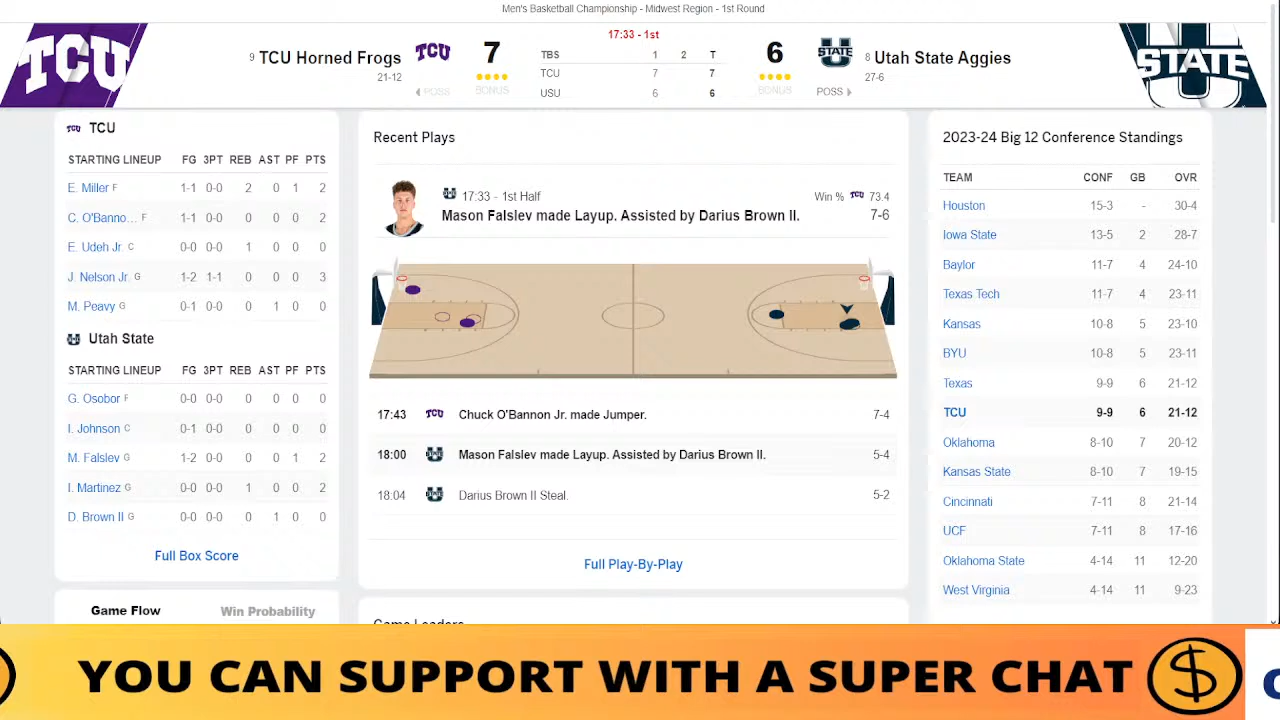 Men's Basketball Championship - Midwest Region - 1st Round
TCU
9 TCU Horned Frogs
21-12
TCU
7
POSS
BONUS
17:33 - 1st
TBS 1 2 T
TCU 7 7
USU 6 6
6
BONUS
STATE
8 Utah State Aggies
27-6
POSS
STATE
TCU TCU
STARTING LINEUP FG 3PT REB AST PF PTS
E. Miller F 1-1 0-0 2 0 1 2
C. O'Banno... F 1-1 0-0 0 0 0 2
E. Udeh Jr. C 0-0 0-0 1 0 0 0
J. Nelson Jr. G 1-2 1-1 0 0 0 3
M. Peavy G 0-1 0-0 0 1 0 0
Utah State
STARTING LINEUP FG 3PT REB AST PF PTS
G. Osobor F 0-0 0-0 0 0 0 0
I. Johnson C 0-1 0-0 0 0 0 0
M. Falslev G 1-2 0-0 0 0 1 2
I. Martinez G 0-0 0-0 1 0 0 2
D. Brown II G 0-0 0-0 0 1 0 0
Full Box Score
Game Flow Win Probability
Recent Plays
17:33 - 1st Half Win % TCU 73.4
Mason Falslev made Layup. Assisted by Darius Brown II. 7-6
17:43 TCU Chuck O'Bannon Jr. made Jumper. 7-4
18:00 Mason Falslev made Layup. Assisted by Darius Brown II. 5-4
18:04 Darius Brown II Steal. 5-2
Full Play-By-Play
Game Leaders
2023-24 Big 12 Conference Standings
TEAM CONF GB OVR
Houston 15-3 - 30-4
Iowa State 13-5 2 28-7
Baylor 11-7 4 24-10
Texas Tech 11-7 4 23-11
Kansas 10-8 5 23-10
BYU 10-8 5 23-11
Texas 9-9 6 21-12
TCU 9-9 6 21-12
Oklahoma 8-10 7 20-12
Kansas State 8-10 7 19-15
Cincinnati 7-11 8 21-14
UCF 7-11 8 17-16
Oklahoma State 4-14 11 12-20
West Virginia 4-14 11 9-23
YOU CAN SUPPORT WITH A SUPER CHAT $